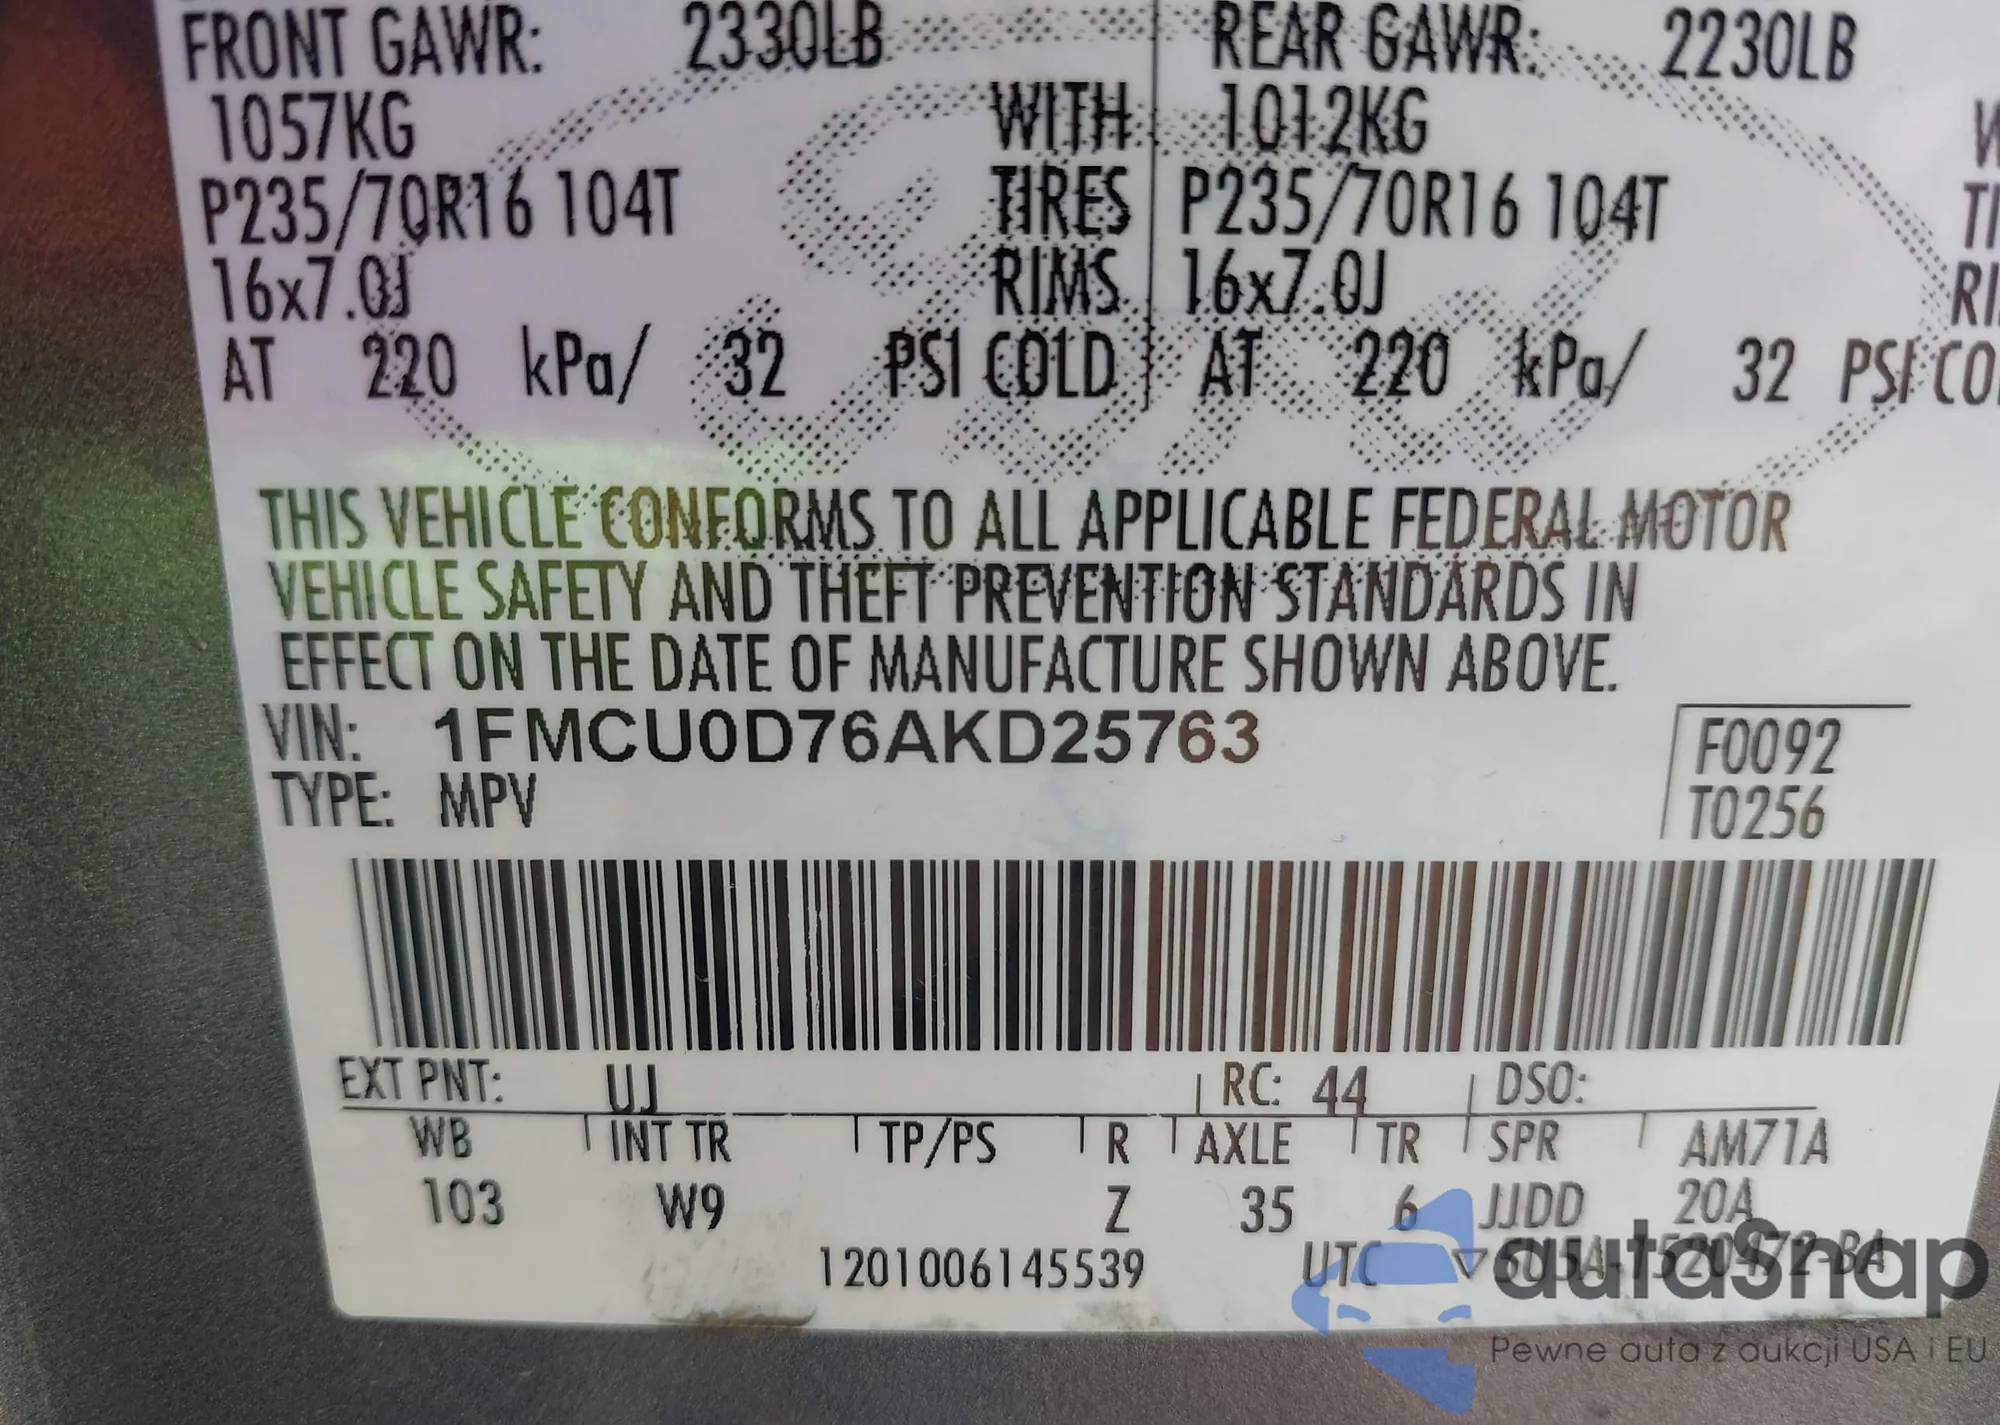 FRONT GAWR: 2330LB REAR GAWR: 2230LB
1057KG WITH 1012KG
P235/70R16 104T TIRES P235/70R16 104T
16x7.0J RIMS 16x7.0J
AT 220 kPa/ 32 PSI COLD AT 220 kPa/ 32 PSI CO
THIS VEHICLE CONFORMS TO ALL APPLICABLE FEDERAL MOTOR
VEHICLE SAFETY AND THEFT PREVENTION STANDARDS IN
EFFECT ON THE DATE OF MANUFACTURE SHOWN ABOVE.
VIN: 1FMCU0D76AKD25763 F0092
TYPE: MPV T0256
EXT PNT: UJ RC: 44 DSO:
WB INT TR TP/PS R AXLE TR SPR AM71A
103 W9 Z 35 6 JJDD 20A
1201006145539 UTC
autaSnap
Pewne auta z aukcji USA i EU